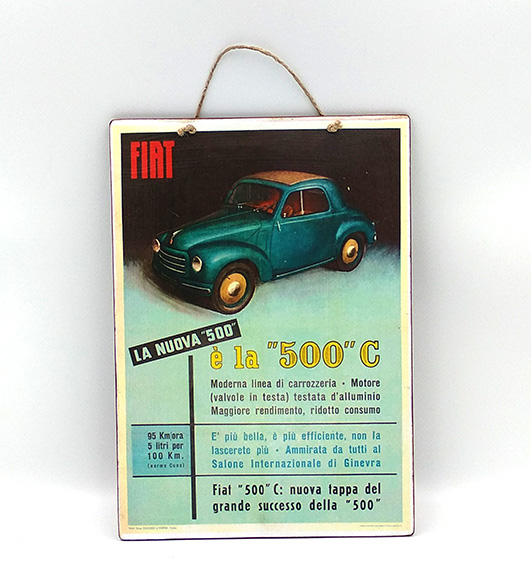 FIAT
LA NUOVA "500"
è la "500" C
Moderna linea di carrozzeria - Motore
(valvole in testa) testata d'alluminio
Maggiore rendimento, ridotto consumo
95 Km/ora
5 litri per
100 Km.
(norme Cuna)
E' più bella, è più efficiente, non la
lascerete più - Ammirata da tutti al
Salone Internazionale di Ginevra
Fiat "500" C: nuova tappa del
grande successo della "500"